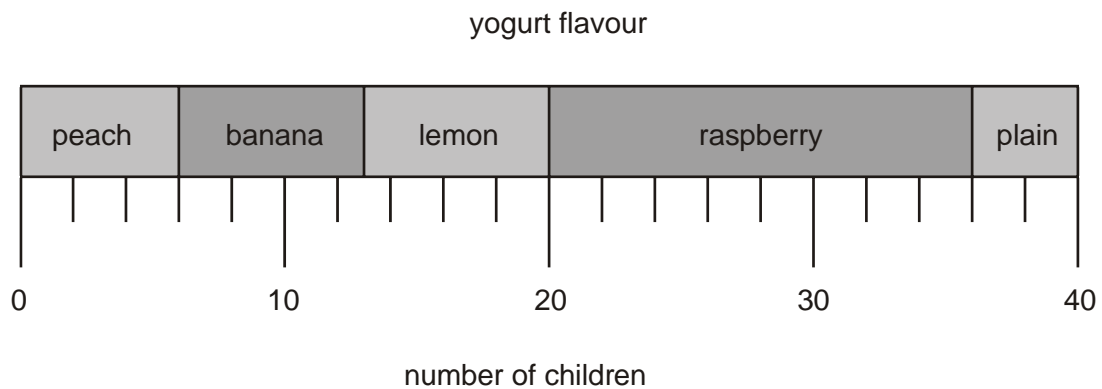 yogurt flavour
peach banana lemon raspberry plain
0 10 20 30 40
number of children